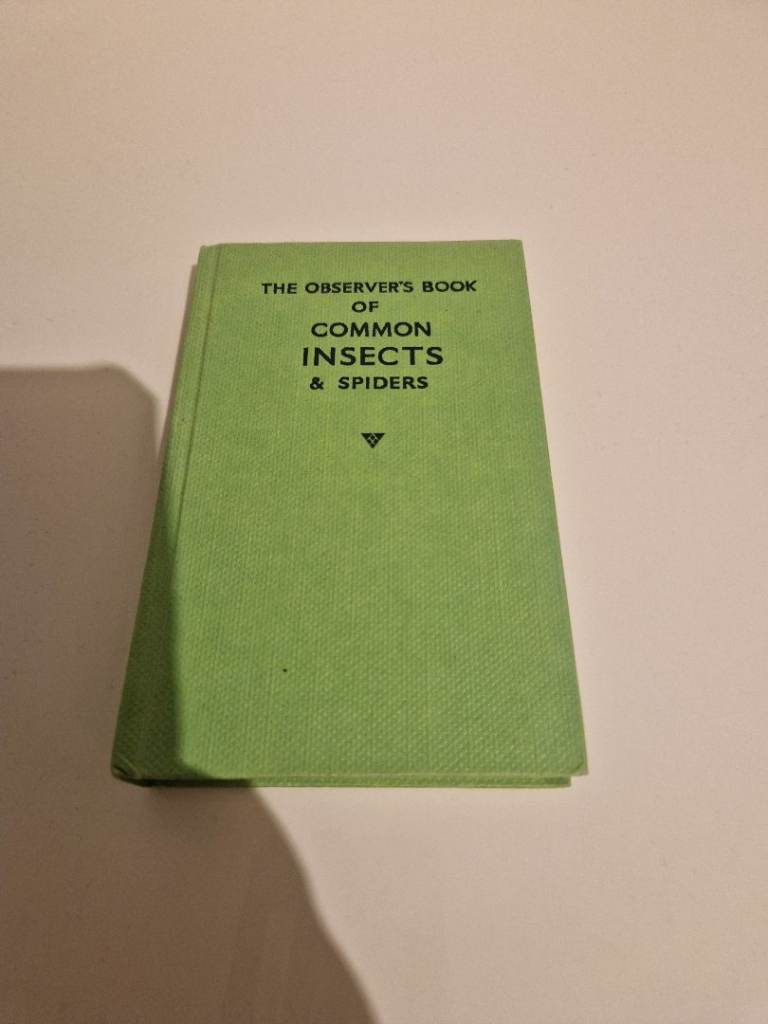 THE OBSERVER'S BOOK
OF
COMMON
INSECTS
& SPIDERS